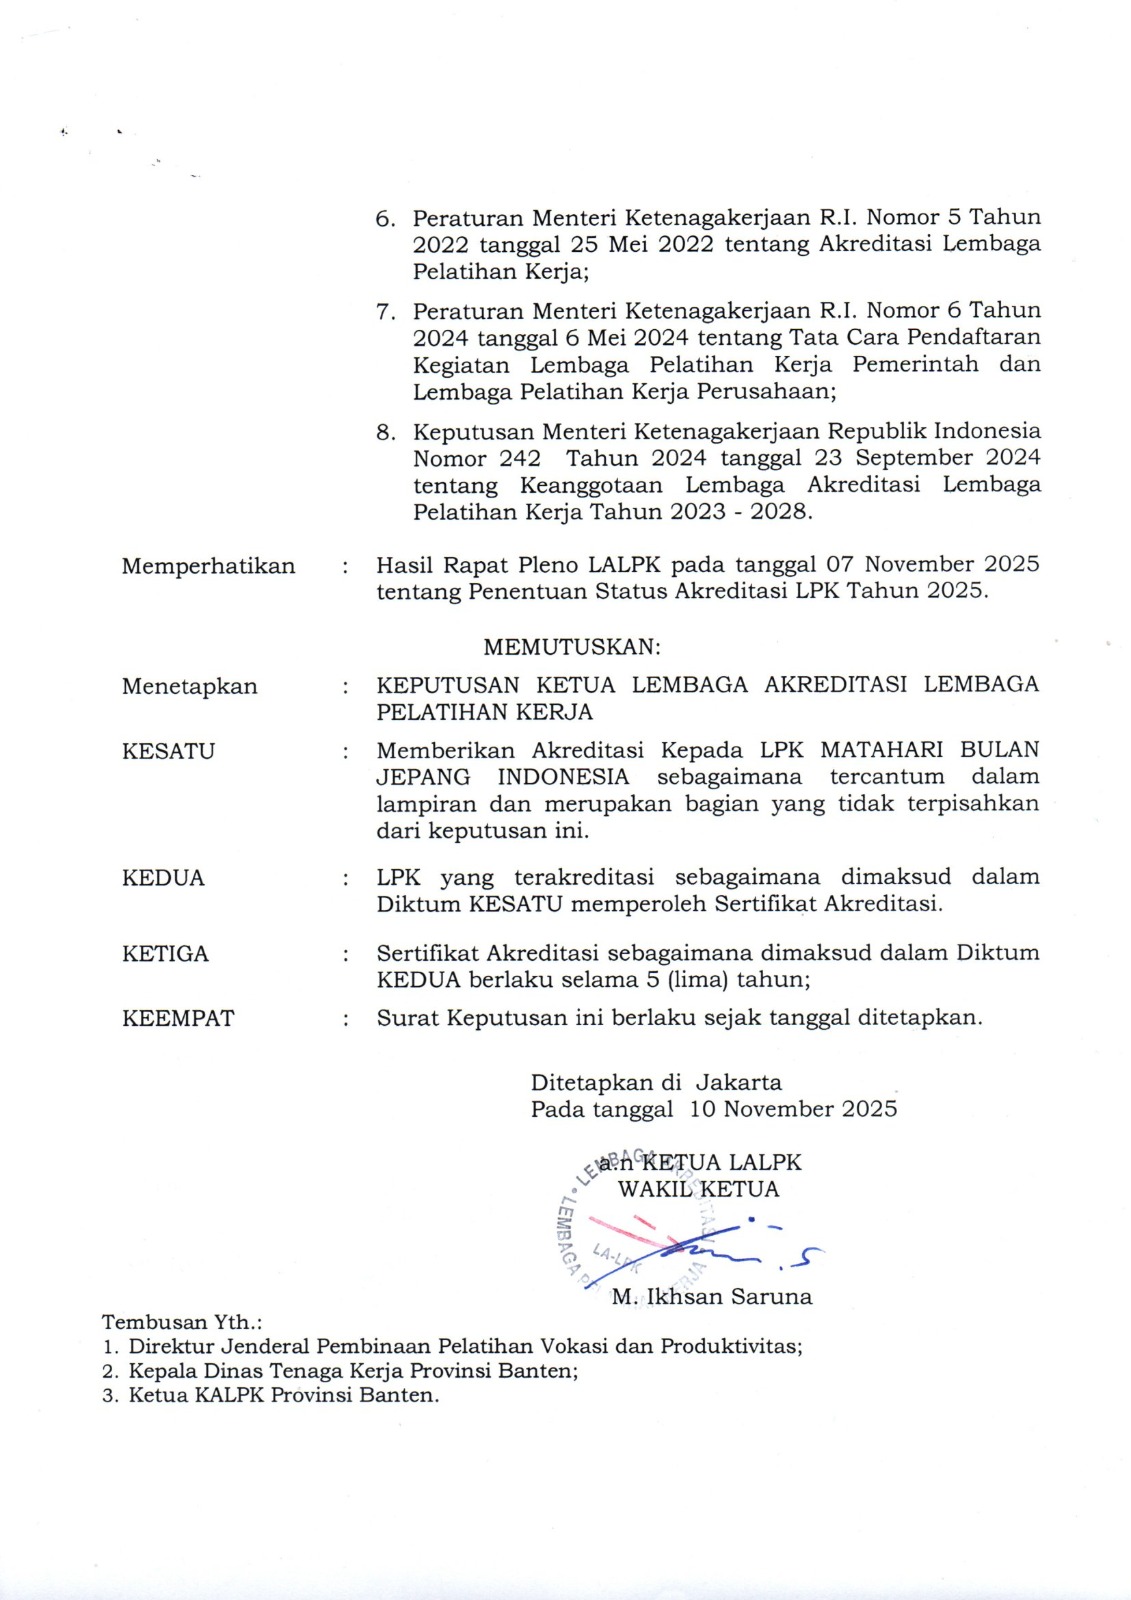 6. Peraturan Menteri Ketenagakerjaan R.I. Nomor 5 Tahun
2022 tanggal 25 Mei 2022 tentang Akreditasi Lembaga
Pelatihan Kerja;
7. Peraturan Menteri Ketenagakerjaan R.I. Nomor 6 Tahun
2024 tanggal 6 Mei 2024 tentang Tata Cara Pendaftaran
Kegiatan Lembaga Pelatihan Kerja Pemerintah dan
Lembaga Pelatihan Kerja Perusahaan;
8. Keputusan Menteri Ketenagakerjaan Republik Indonesia
Nomor 242 Tahun 2024 tanggal 23 September 2024
tentang Keanggotaan Lembaga Akreditasi Lembaga
Pelatihan Kerja Tahun 2023 - 2028.
Memperhatikan : Hasil Rapat Pleno LALPK pada tanggal 07 November 2025
tentang Penentuan Status Akreditasi LPK Tahun 2025.
MEMUTUSKAN:
Menetapkan : KEPUTUSAN KETUA LEMBAGA AKREDITASI LEMBAGA
PELATIHAN KERJA
KESATU : Memberikan Akreditasi Kepada LPK MATAHARI BULAN
JEPANG INDONESIA sebagaimana tercantum dalam
lampiran dan merupakan bagian yang tidak terpisahkan
dari keputusan ini.
KEDUA : LPK yang terakreditasi sebagaimana dimaksud dalam
Diktum KESATU memperoleh Sertifikat Akreditasi.
KETIGA : Sertifikat Akreditasi sebagaimana dimaksud dalam Diktum
KEDUA berlaku selama 5 (lima) tahun;
KEEMPAT : Surat Keputusan ini berlaku sejak tanggal ditetapkan.
Ditetapkan di Jakarta
Pada tanggal 10 November 2025
a.n KETUA LALPK
WAKIL KETUA
LEMBAGA AKREDITASI
LEMBAGA
LA-LPK
M. Ikhsan Saruna
Tembusan Yth.:
1. Direktur Jenderal Pembinaan Pelatihan Vokasi dan Produktivitas;
2. Kepala Dinas Tenaga Kerja Provinsi Banten;
3. Ketua KALPK Provinsi Banten.